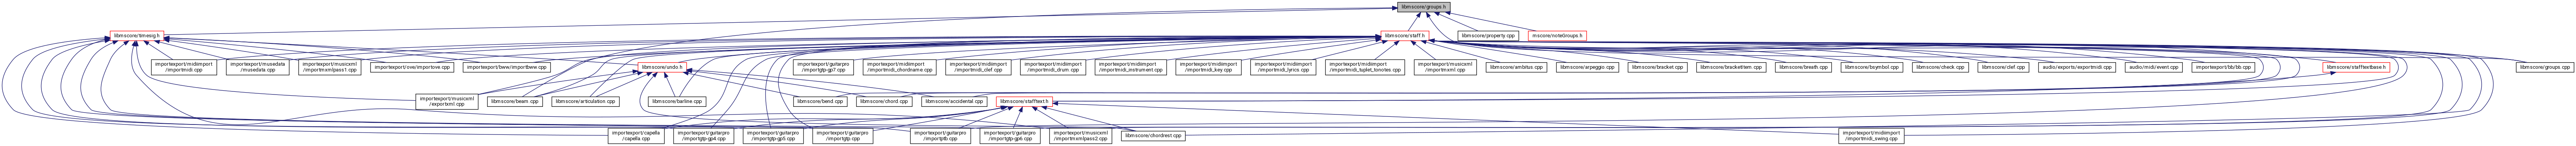 libmscore/groups.h
libmscore/timesig.h
libmscore/staff.h
libmscore/property.cpp
mscore/noteGroups.h
importexport/midiimport
/importmidi.cpp
importexport/musedata
/musedata.cpp
importexport/musicxml
/importmxmlpass1.cpp
importexport/ove/importove.cpp
importexport/bww/importbww.cpp
libmscore/undo.h
importexport/guitarpro
/importgtp-gp7.cpp
importexport/midiimport
/importmidi_chordname.cpp
importexport/midiimport
/importmidi_clef.cpp
importexport/midiimport
/importmidi_drum.cpp
importexport/midiimport
/importmidi_instrument.cpp
importexport/midiimport
/importmidi_key.cpp
importexport/midiimport
/importmidi_lyrics.cpp
importexport/midiimport
/importmidi_tuplet_tonotes.cpp
importexport/musicxml
/importmxml.cpp
libmscore/ambitus.cpp
libmscore/arpeggio.cpp
libmscore/bracket.cpp
libmscore/bracketItem.cpp
libmscore/breath.cpp
libmscore/bsymbol.cpp
libmscore/check.cpp
libmscore/clef.cpp
audio/exports/exportmidi.cpp
audio/midi/event.cpp
importexport/bb/bb.cpp
libmscore/stafftextbase.h
libmscore/groups.cpp
importexport/musicxml
/exportxml.cpp
libmscore/beam.cpp
libmscore/articulation.cpp
libmscore/barline.cpp
libmscore/bend.cpp
libmscore/chord.cpp
libmscore/accidental.cpp
libmscore/stafftext.h
importexport/capella
/capella.cpp
importexport/guitarpro
/importgtp-gp4.cpp
importexport/guitarpro
/importgtp-gp5.cpp
importexport/guitarpro
/importgtp.cpp
importexport/guitarpro
/importptb.cpp
importexport/guitarpro
/importgtp-gp6.cpp
importexport/musicxml
/importmxmlpass2.cpp
libmscore/chordrest.cpp
importexport/midiimport
/importmidi_swing.cpp